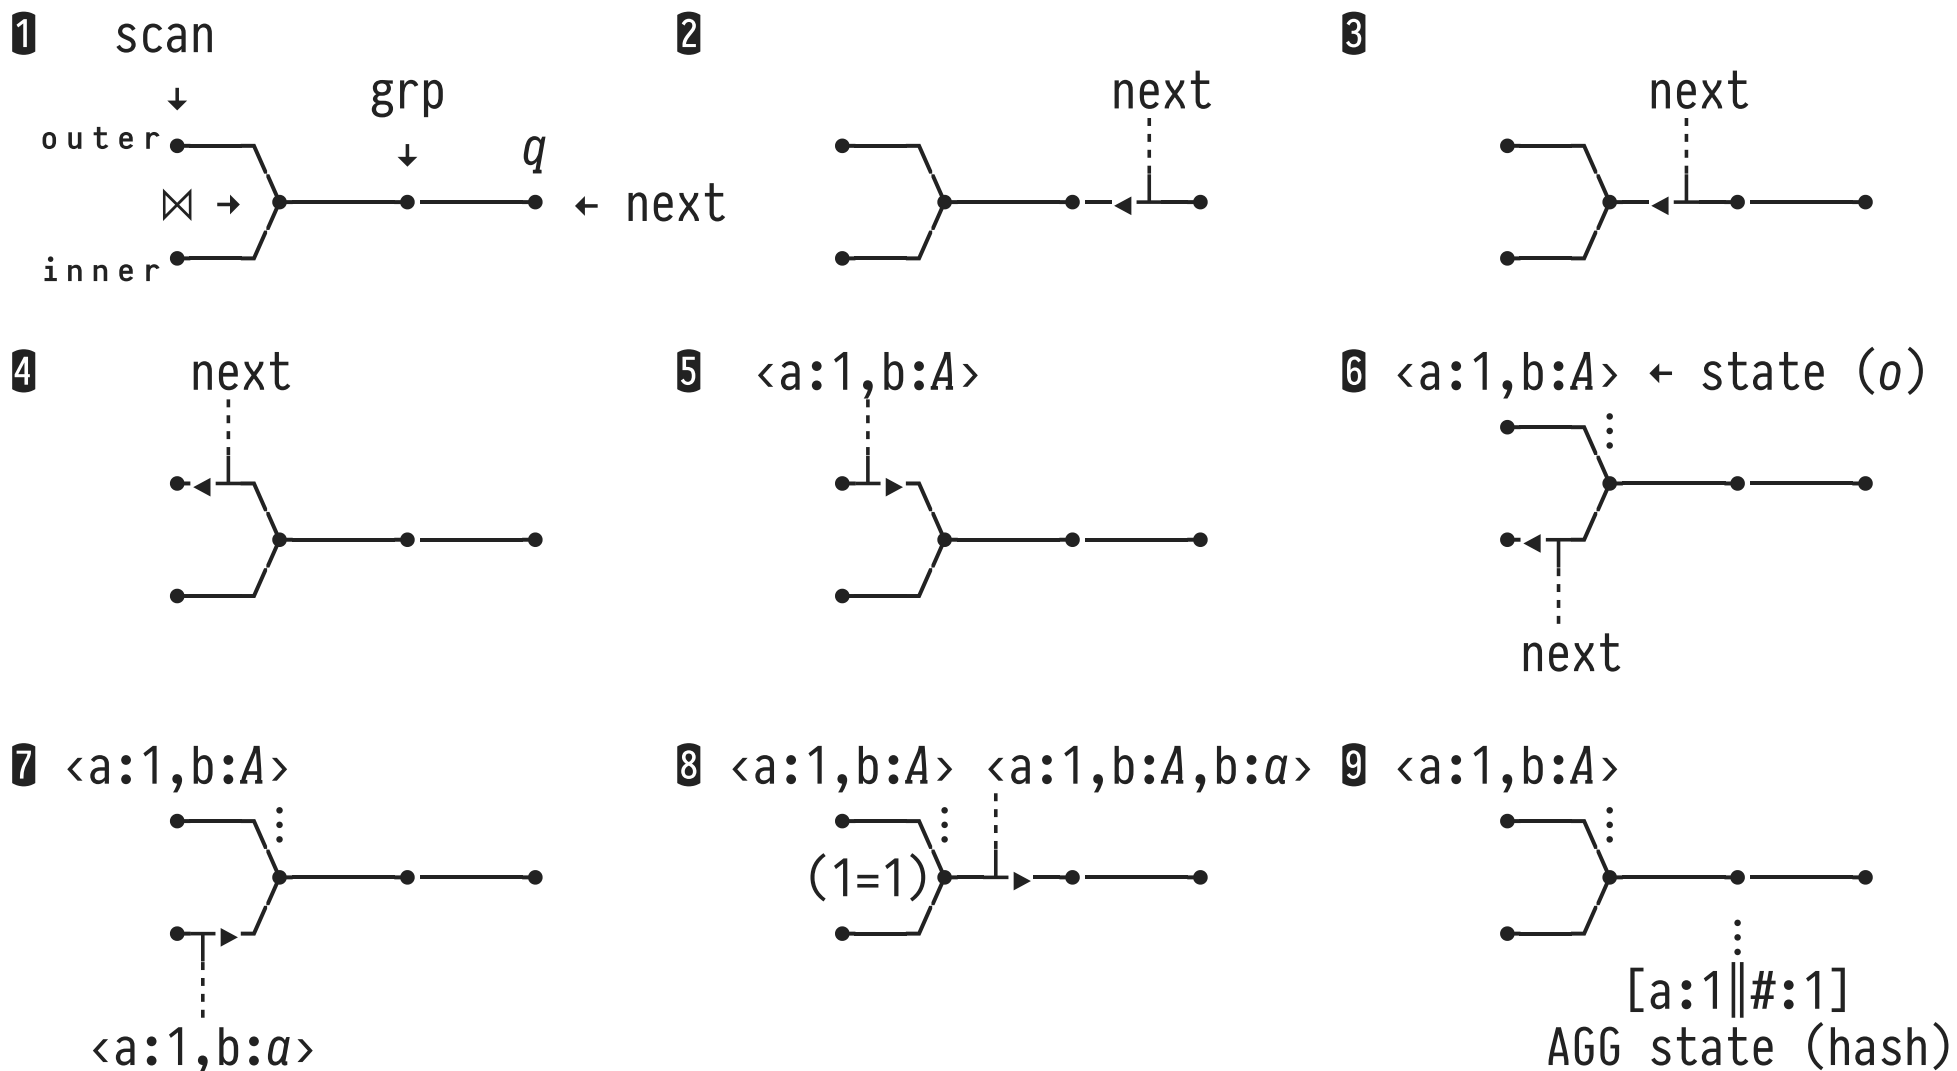 1 scan
grp
outer
q
⋈
← next
inner
2
next
3
next
4
next
5 <a:1,b:A>
6 <a:1,b:A> ← state (o)
next
7 <a:1,b:A>
<a:1,b:a>
8 <a:1,b:A> <a:1,b:A,b:a>
(1=1)
9 <a:1,b:A>
[a:1‖#:1]
AGG state (hash)